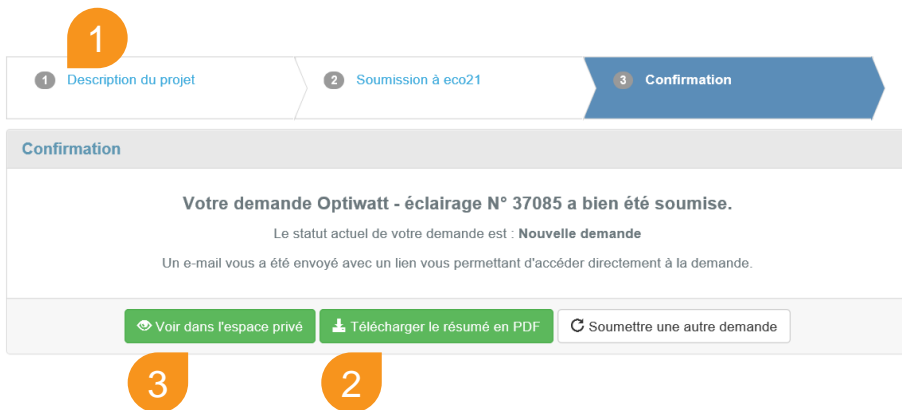 1
1 Description du projet 2 Soumission à eco21 3 Confirmation
Confirmation
Votre demande Optiwatt - éclairage N° 37085 a bien été soumise.
Le statut actuel de votre demande est : Nouvelle demande
Un e-mail vous a été envoyé avec un lien vous permettant d'accéder directement à la demande.
Voir dans l'espace privé Télécharger le résumé en PDF Soumettre une autre demande
3 2